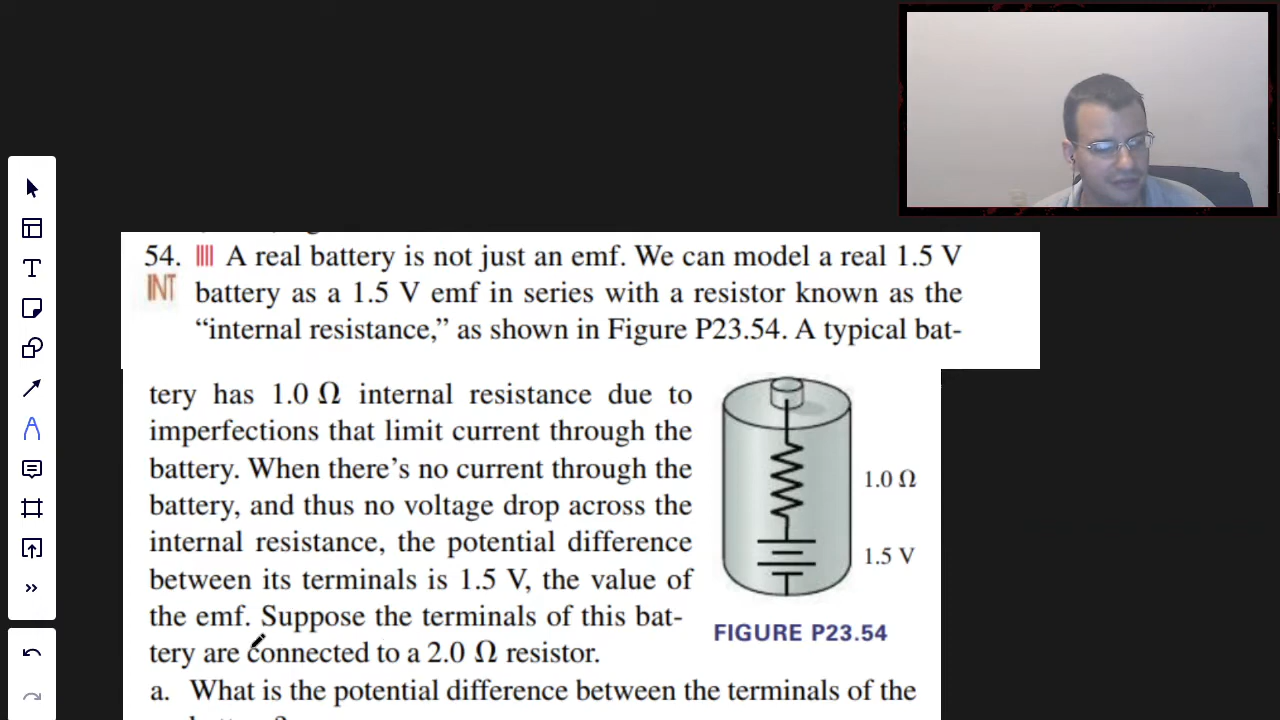 54. A real battery is not just an emf. We can model a real 1.5 V
INT battery as a 1.5 V emf in series with a resistor known as the
“internal resistance,” as shown in Figure P23.54. A typical bat-
tery has 1.0 Ω internal resistance due to
imperfections that limit current through the
battery. When there’s no current through the
battery, and thus no voltage drop across the
internal resistance, the potential difference
between its terminals is 1.5 V, the value of
the emf. Suppose the terminals of this bat-
tery are connected to a 2.0 Ω resistor.
1.0 Ω
1.5 V
FIGURE P23.54
a. What is the potential difference between the terminals of the